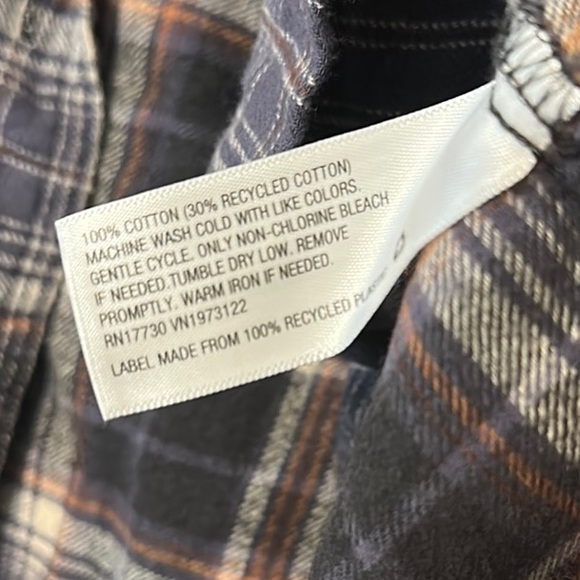 100% COTTON (30% RECYCLED COTTON)
MACHINE WASH COLD WITH LIKE COLORS.
GENTLE CYCLE. ONLY NON-CHLORINE BLEACH
IF NEEDED.TUMBLE DRY LOW. REMOVE
PROMPTLY. WARM IRON IF NEEDED.
RN17730 VN1973122
LABEL MADE FROM 100% RECYCLED PLASTIC